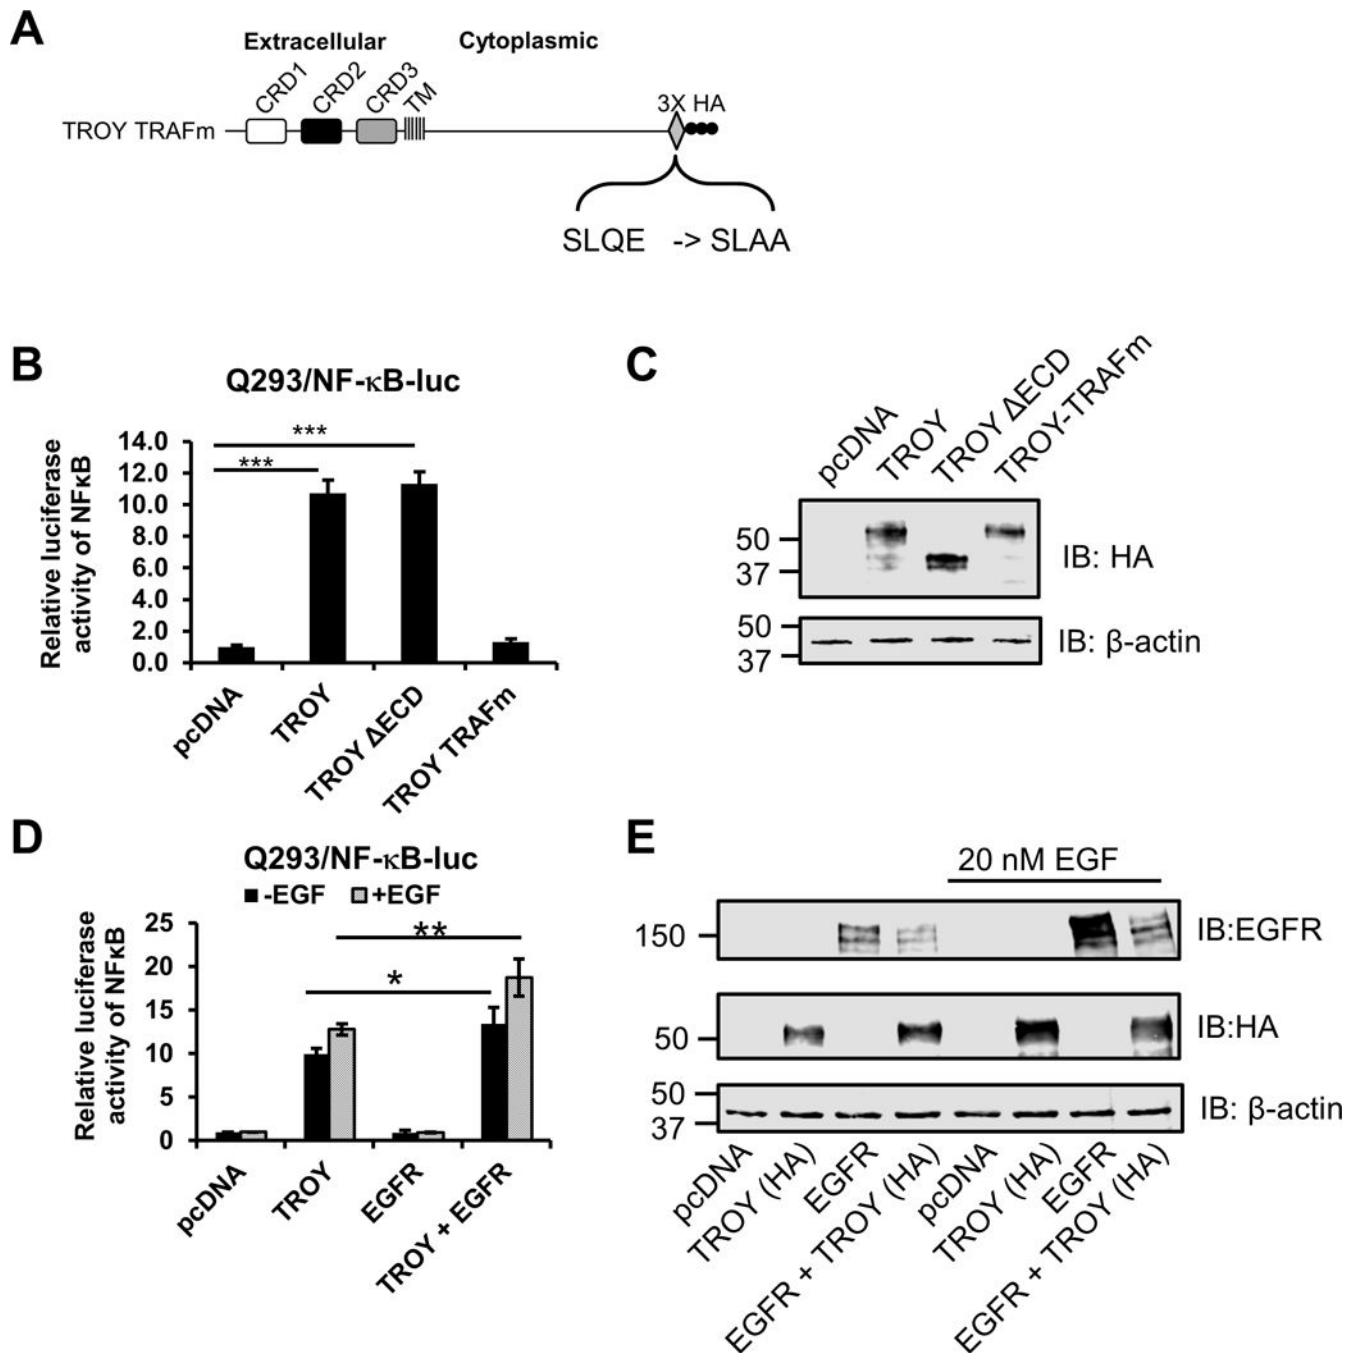 A
Extracellular
Cytoplasmic
CRD1
CRD2
CRD3
TM
3X HA
TROY TRAFm
SLQE -> SLAA
B
Q293/NF-κB-luc
Relative luciferase
activity of NFκB
14.0
12.0
10.0
8.0
6.0
4.0
2.0
0.0
***
***
pcDNA
TROY
TROY ΔECD
TROY TRAFm
C
pcDNA
TROY
TROY ΔECD
TROY-TRAFm
50
37
IB: HA
50
37
IB: β-actin
D
Q293/NF-κB-luc
-EGF +EGF
Relative luciferase
activity of NFκB
25
20
15
10
5
0
**
*
pcDNA
TROY
EGFR
TROY + EGFR
E
20 nM EGF
150
IB:EGFR
50
IB:HA
50
37
IB: β-actin
pcDNA
TROY (HA)
EGFR
EGFR + TROY (HA)
pcDNA
TROY (HA)
EGFR
EGFR + TROY (HA)